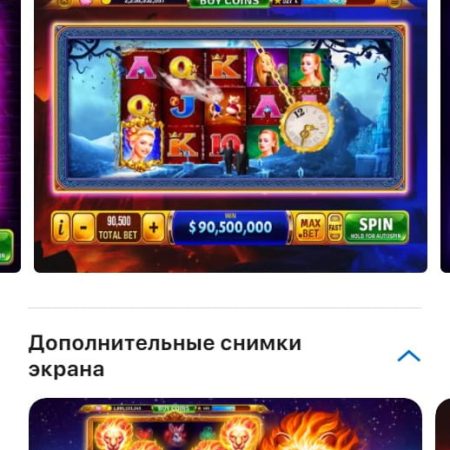 BUY COINS
A Q K
Q J A A
K 10
12
i - 90,500 + WIN MAX FAST SPIN
TOTAL BET $90,500,000 BET HOLD FOR AUTOSPIN
Дополнительные снимки
экрана
BUY COINS